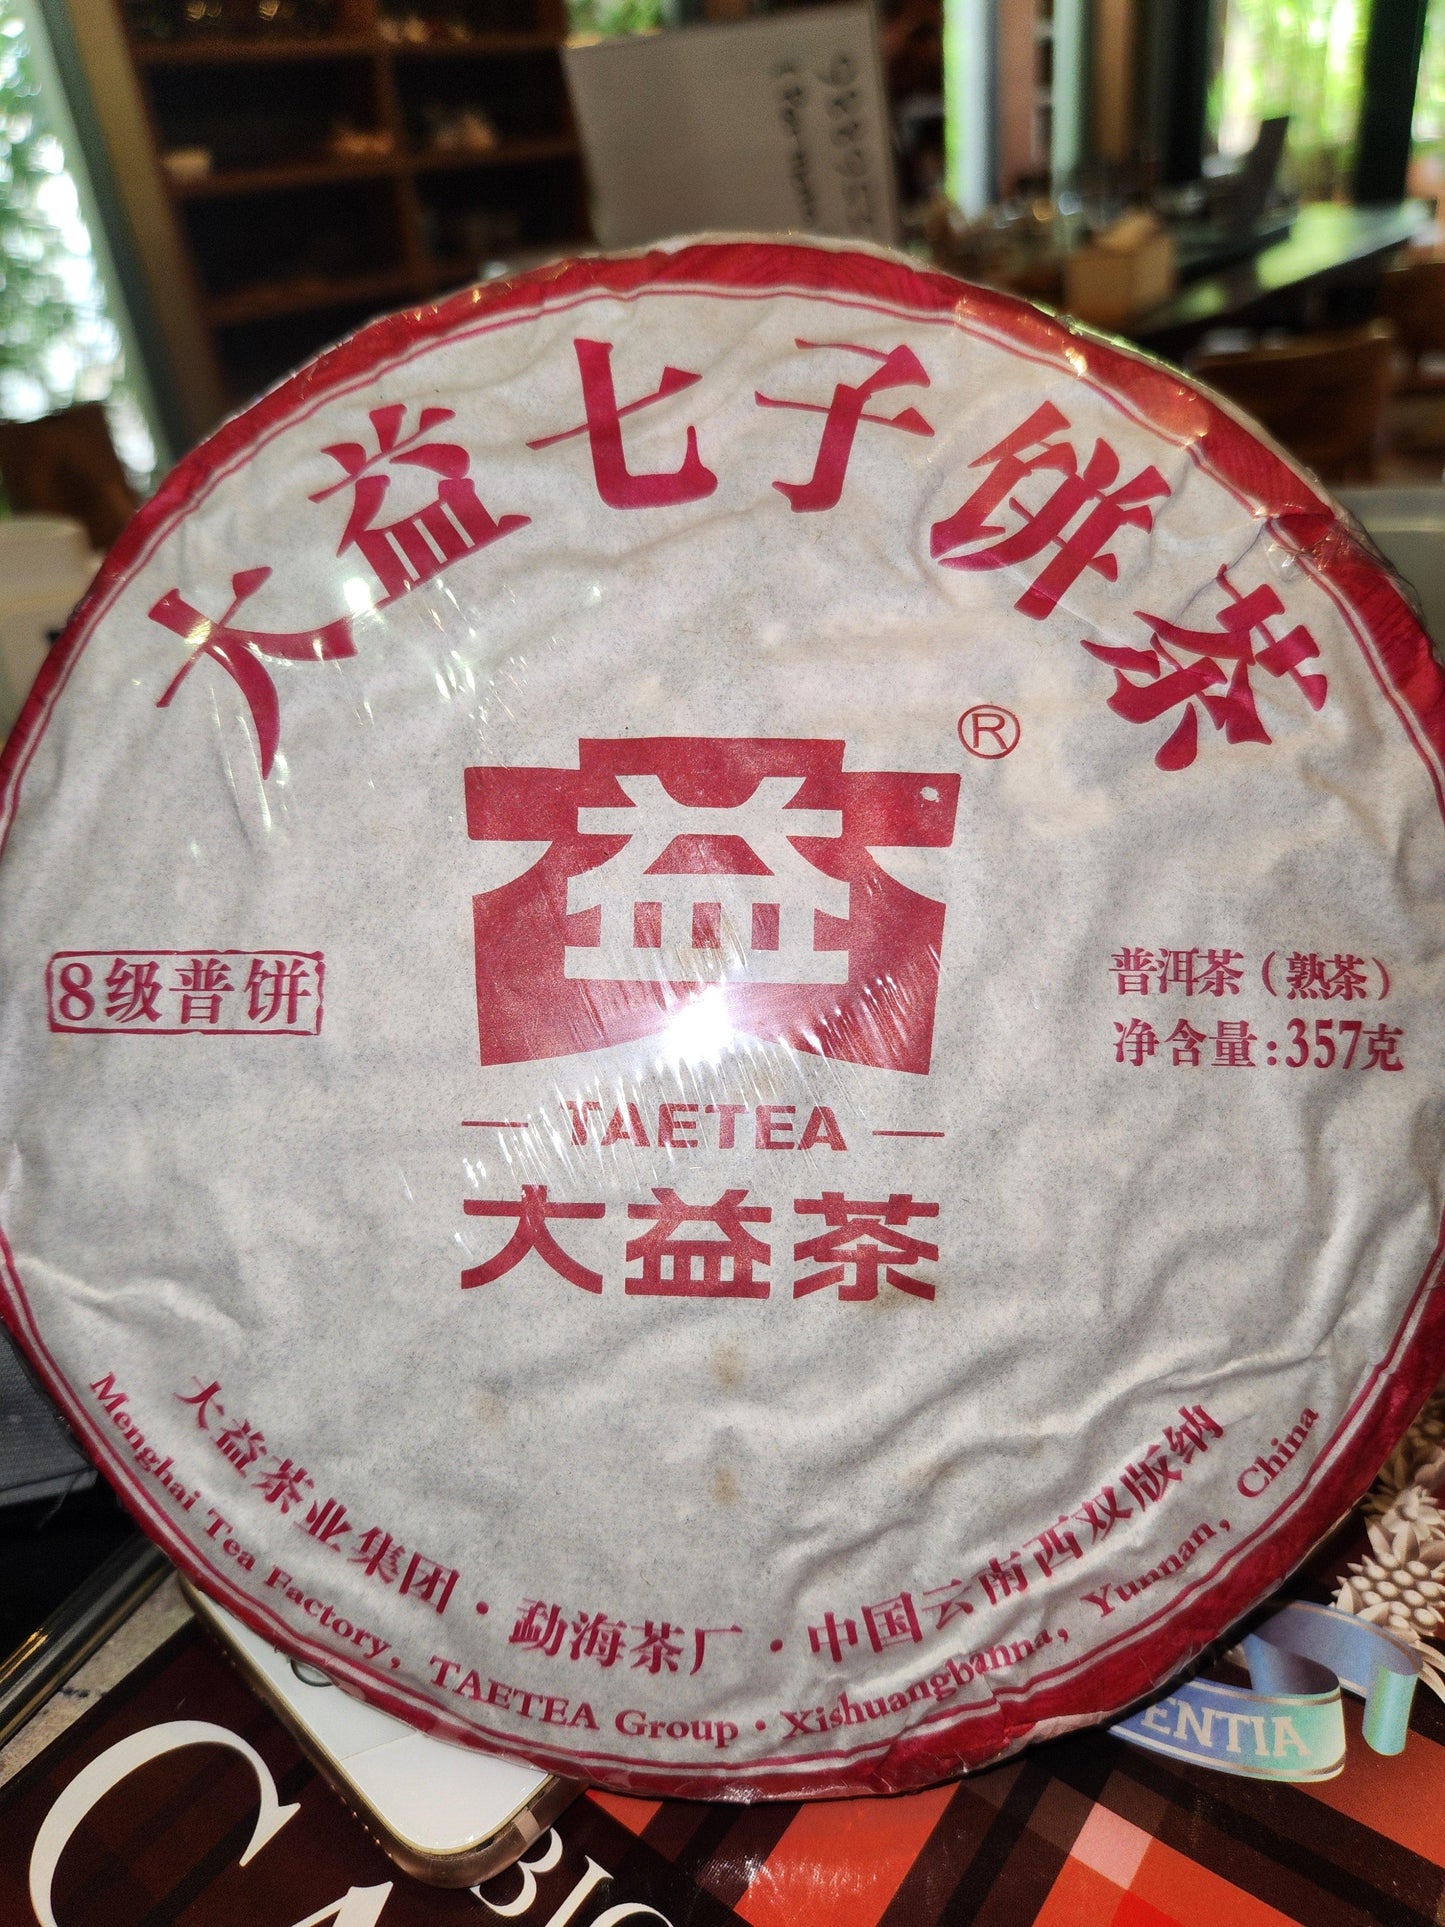 大益七子饼茶
®
益
8级普饼
普洱茶（熟茶）
净含量:357克
TAETEA
大益茶
大益茶业集团·勐海茶厂·中国云南西双版纳
Menghai Tea Factory, TAETEA Group · Xishuangbanna, Yunnan, China
ENTIA